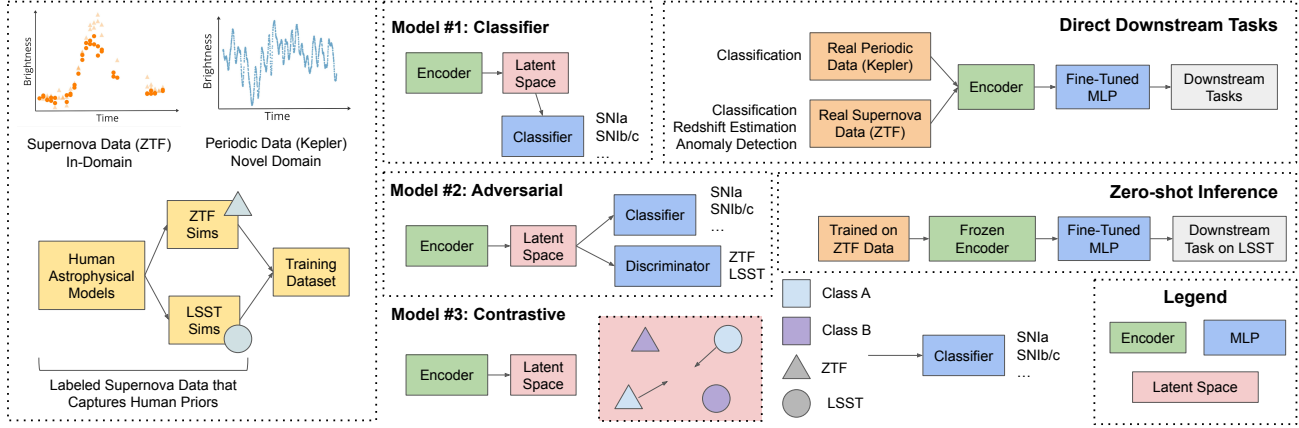 Brightness
Time
Supernova Data (ZTF)
In-Domain
Brightness
Time
Periodic Data (Kepler)
Novel Domain
Human
Astrophysical
Models
ZTF
Sims
LSST
Sims
Training
Dataset
Labeled Supernova Data that
Captures Human Priors
Model #1: Classifier
Encoder
Latent
Space
Classifier
SNIa
SNIb/c
...
Model #2: Adversarial
Encoder
Latent
Space
Classifier
SNIa
SNIb/c
...
Discriminator
ZTF
LSST
Model #3: Contrastive
Encoder
Latent
Space
Class A
Class B
ZTF
LSST
Classifier
SNIa
SNIb/c
...
Direct Downstream Tasks
Classification
Real Periodic
Data (Kepler)
Classification
Redshift Estimation
Anomaly Detection
Real Supernova
Data (ZTF)
Encoder
Fine-Tuned
MLP
Downstream
Tasks
Zero-shot Inference
Trained on
ZTF Data
Frozen
Encoder
Fine-Tuned
MLP
Downstream
Task on LSST
Legend
Encoder
MLP
Latent Space